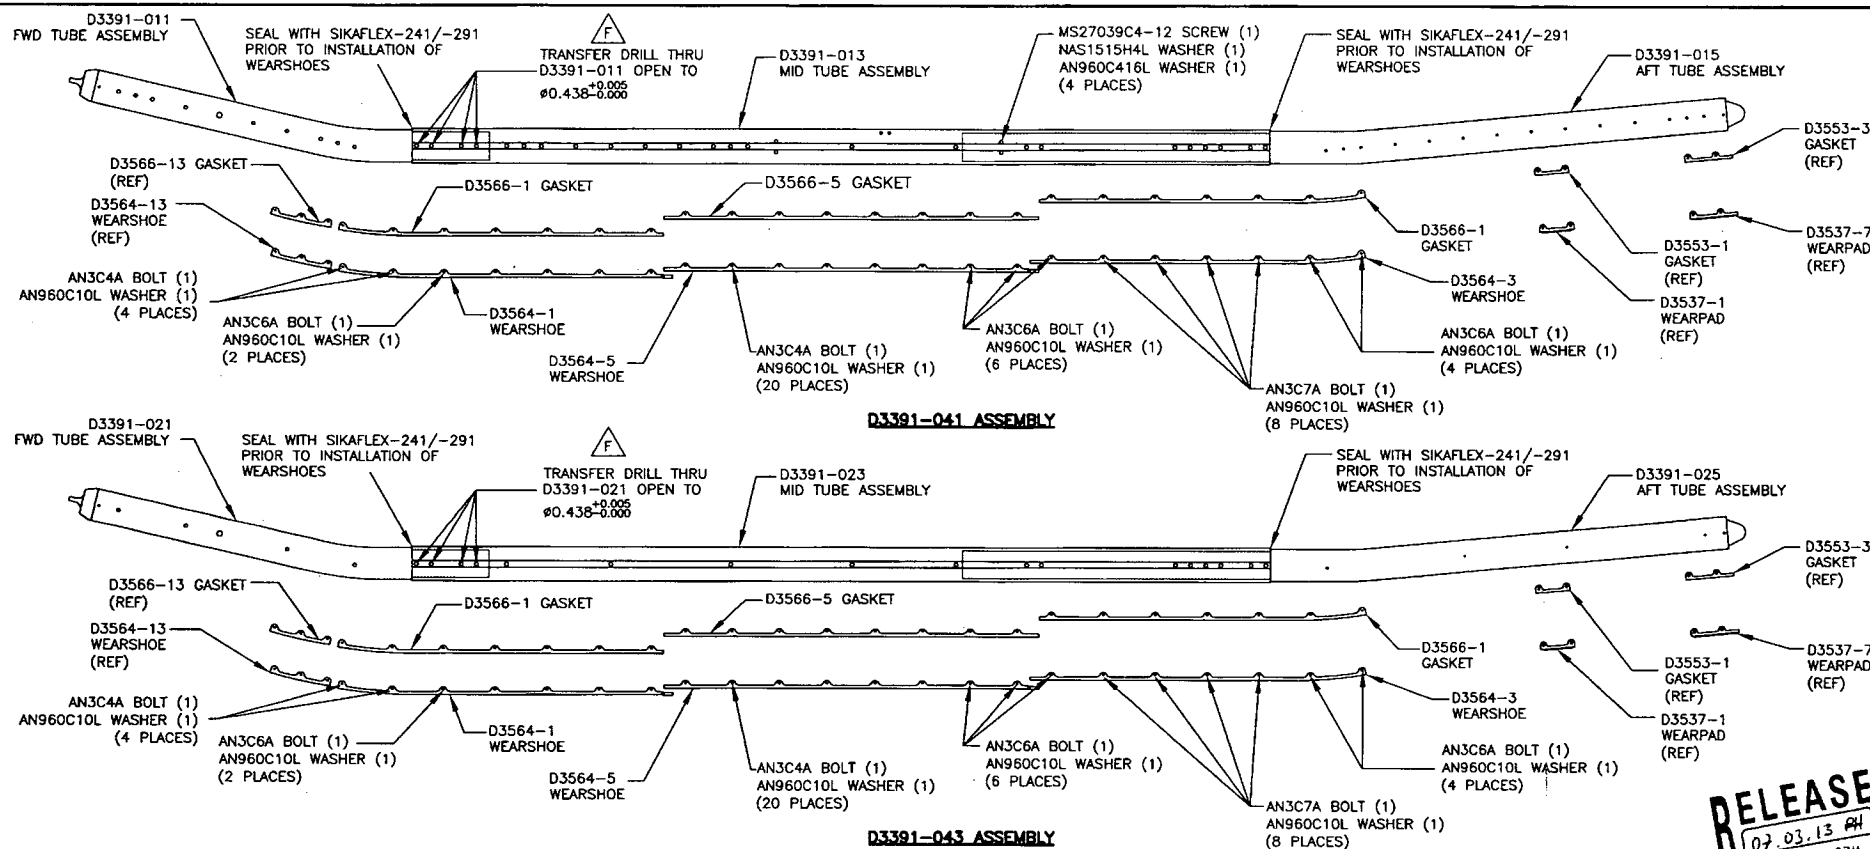 D3391-011
FWD TUBE ASSEMBLY
SEAL WITH SIKAFLEX-241/-291
PRIOR TO INSTALLATION OF
WEARSHOES
F
TRANSFER DRILL THRU
D3391-011 OPEN TO
ø0.438+0.005
-0.000
D3391-013
MID TUBE ASSEMBLY
MS27039C4-12 SCREW (1)
NAS1515H4L WASHER (1)
AN960C416L WASHER (1)
(4 PLACES)
SEAL WITH SIKAFLEX-241/-291
PRIOR TO INSTALLATION OF
WEARSHOES
D3391-015
AFT TUBE ASSEMBLY
D3553-3
GASKET
(REF)
D3566-13 GASKET
(REF)
D3564-13
WEARSHOE
(REF)
D3566-1 GASKET
D3566-5 GASKET
D3566-1
GASKET
D3553-1
GASKET
(REF)
D3537-7
WEARPAD
(REF)
AN3C4A BOLT (1)
AN960C10L WASHER (1)
(4 PLACES)
AN3C6A BOLT (1)
AN960C10L WASHER (1)
(2 PLACES)
D3564-1
WEARSHOE
D3564-5
WEARSHOE
AN3C4A BOLT (1)
AN960C10L WASHER (1)
(20 PLACES)
AN3C6A BOLT (1)
AN960C10L WASHER (1)
(6 PLACES)
AN3C7A BOLT (1)
AN960C10L WASHER (1)
(8 PLACES)
D3564-3
WEARSHOE
AN3C6A BOLT (1)
AN960C10L WASHER (1)
(4 PLACES)
D3537-1
WEARPAD
(REF)
D3391-041 ASSEMBLY
D3391-021
FWD TUBE ASSEMBLY
SEAL WITH SIKAFLEX-241/-291
PRIOR TO INSTALLATION OF
WEARSHOES
F
TRANSFER DRILL THRU
D3391-021 OPEN TO
ø0.438+0.005
-0.000
D3391-023
MID TUBE ASSEMBLY
SEAL WITH SIKAFLEX-241/-291
PRIOR TO INSTALLATION OF
WEARSHOES
D3391-025
AFT TUBE ASSEMBLY
D3553-3
GASKET
(REF)
D3566-13 GASKET
(REF)
D3564-13
WEARSHOE
(REF)
D3566-1 GASKET
D3566-5 GASKET
D3566-1
GASKET
D3553-1
GASKET
(REF)
D3537-7
WEARPAD
(REF)
AN3C4A BOLT (1)
AN960C10L WASHER (1)
(4 PLACES)
AN3C6A BOLT (1)
AN960C10L WASHER (1)
(2 PLACES)
D3564-1
WEARSHOE
D3564-5
WEARSHOE
AN3C4A BOLT (1)
AN960C10L WASHER (1)
(20 PLACES)
AN3C6A BOLT (1)
AN960C10L WASHER (1)
(6 PLACES)
AN3C7A BOLT (1)
AN960C10L WASHER (1)
(8 PLACES)
D3564-3
WEARSHOE
AN3C6A BOLT (1)
AN960C10L WASHER (1)
(4 PLACES)
D3537-1
WEARPAD
(REF)
D3391-043 ASSEMBLY
RELEASE
07.03.13